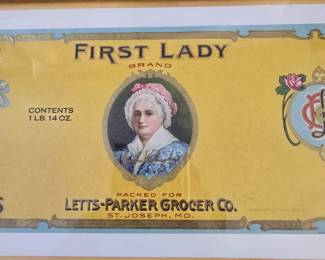 FIRST LADY
BRAND
CONTENTS
1 LB. 14 OZ.
PACKED FOR
LETTS-PARKER GROCER CO.
ST. JOSEPH, MO.